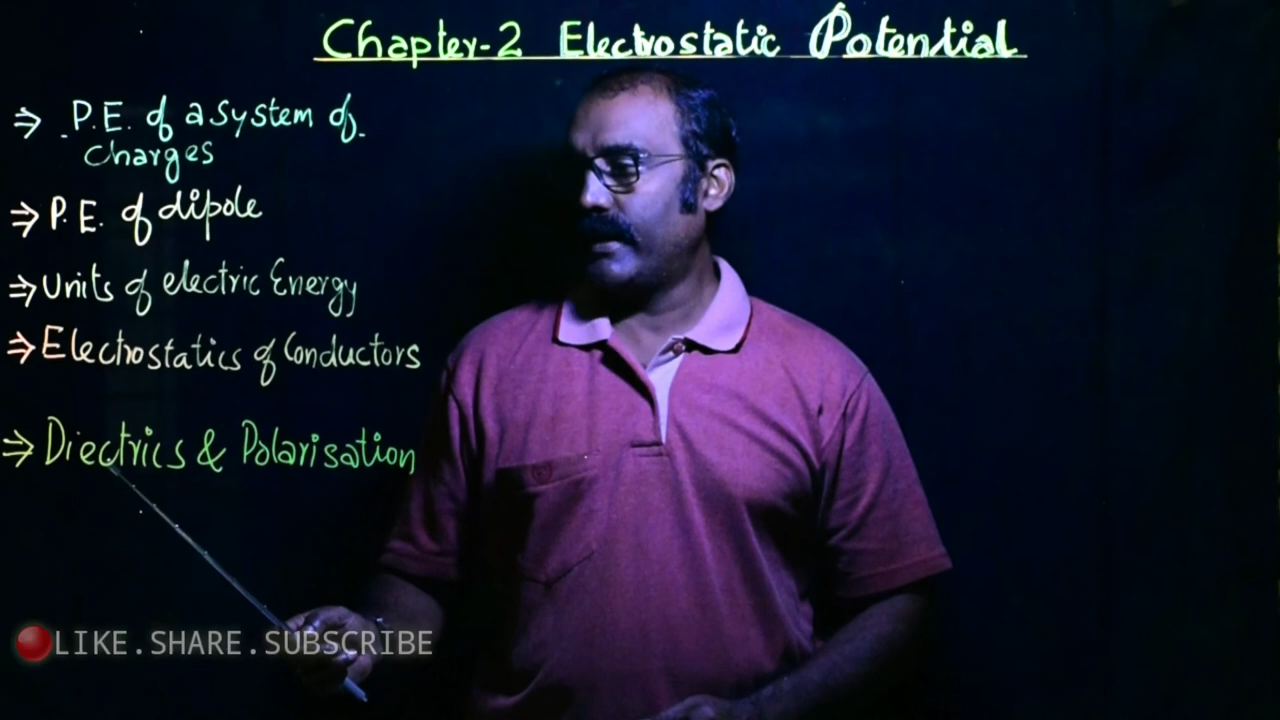 Chapter-2 Electrostatic Potential
⇒ P.E. of a System of
charges
⇒ P.E. of dipole
⇒ Units of electric Energy
⇒ Electrostatics of Conductors
⇒ Diectrics & Polarisation
LIKE.SHARE.SUBSCRIBE